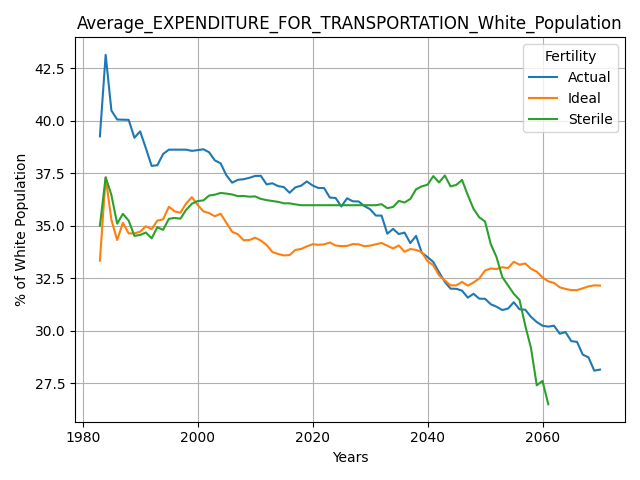 Average_EXPENDITURE_FOR_TRANSPORTATION_White_Population
Fertility
Actual
Ideal
Sterile
% of White Population
42.5
40.0
37.5
35.0
32.5
30.0
27.5
1980 2000 2020 2040 2060
Years